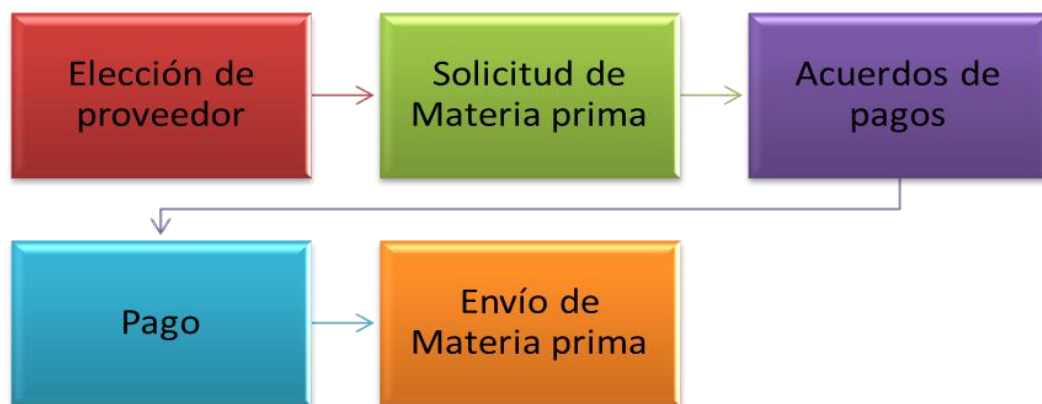 Elección de
proveedor
Solicitud de
Materia prima
Acuerdos de
pagos
Pago
Envío de
Materia prima